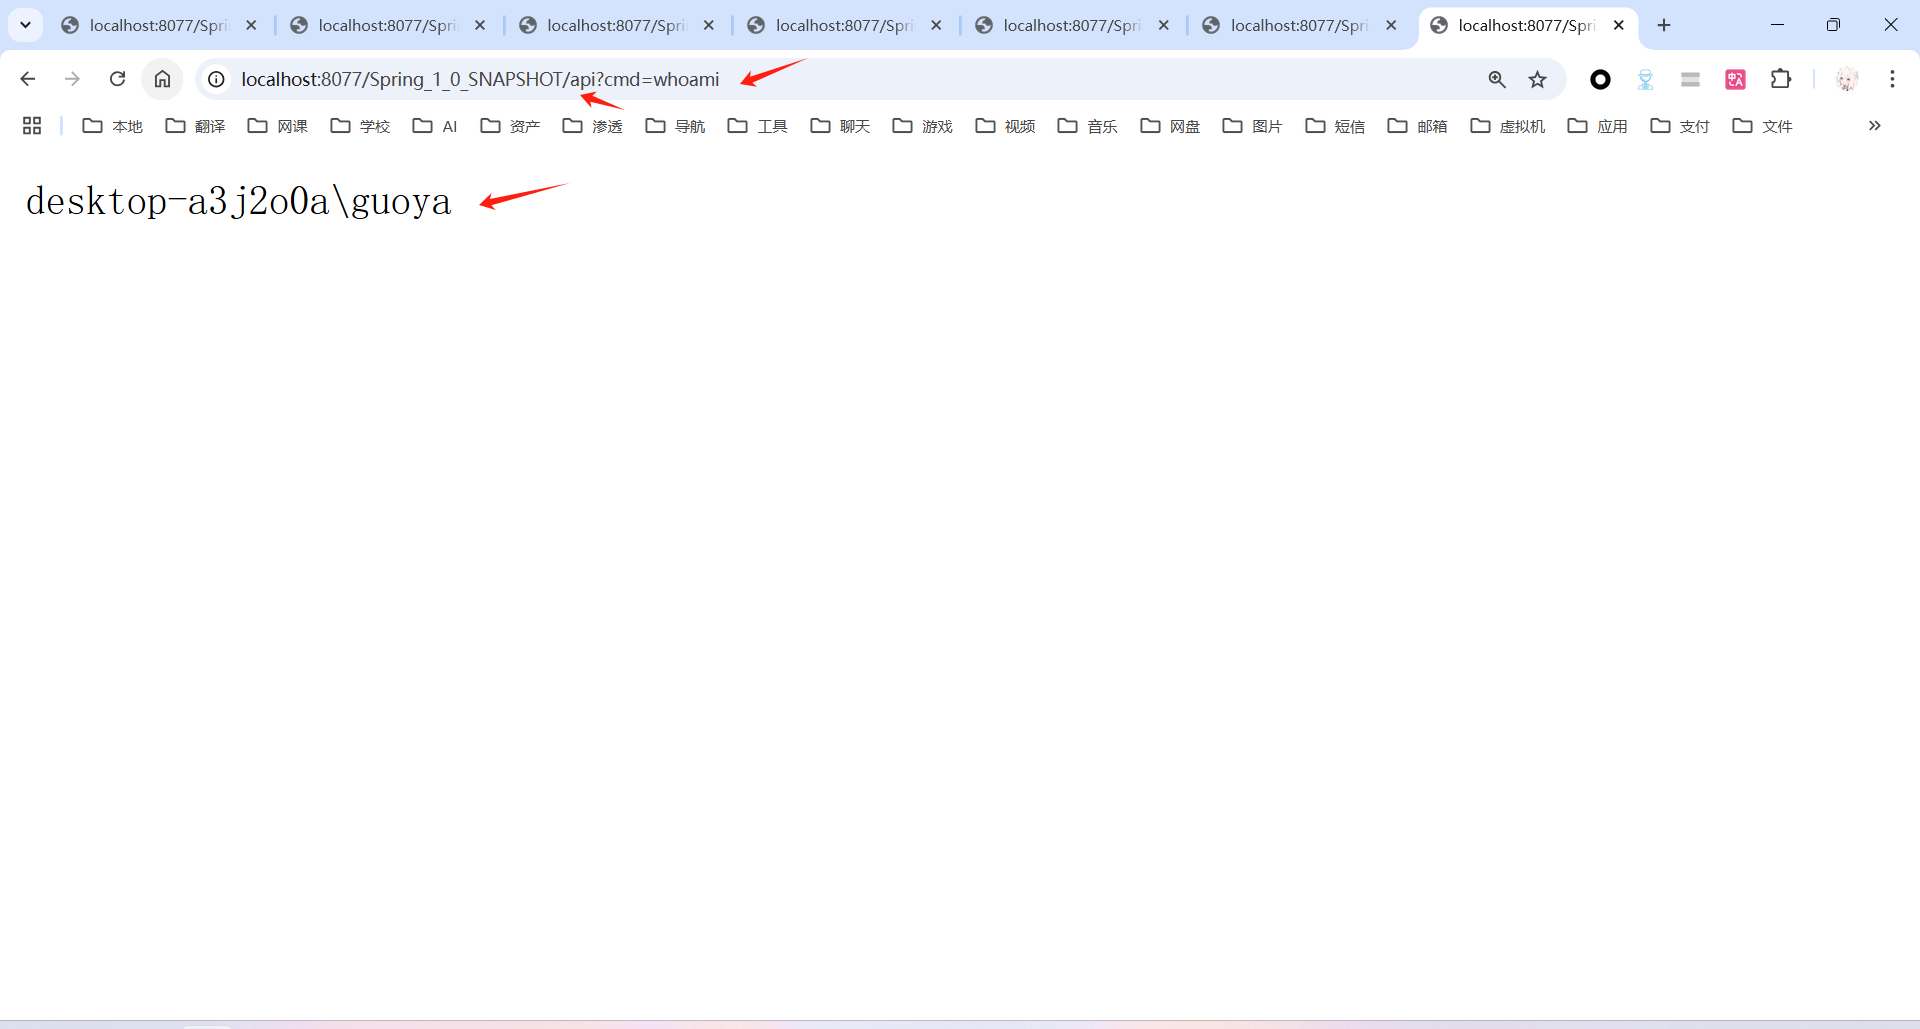 localhost:8077/Spri localhost:8077/Spri localhost:8077/Spri localhost:8077/Spri localhost:8077/Spri localhost:8077/Spri localhost:8077/Spri
localhost:8077/Spring_1_0_SNAPSHOT/api?cmd=whoami
本地 翻译 网课 学校 AI 资产 渗透 导航 工具 聊天 游戏 视频 音乐 网盘 图片 短信 邮箱 虚拟机 应用 支付 文件
desktop-a3j2o0a\guoya